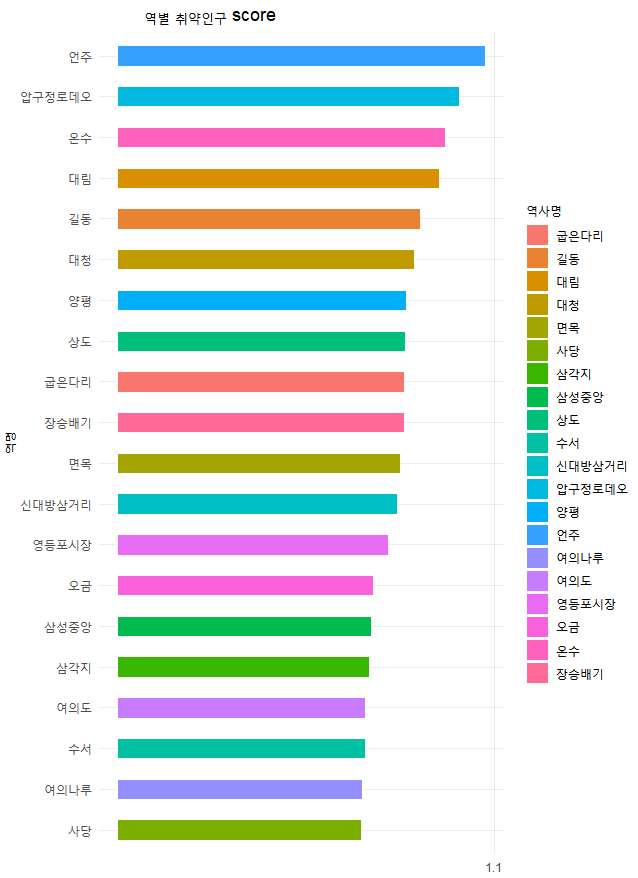 역별 취약인구 score
언주
압구정로데오
온수
대림
길동
대청
양평
상도
굽은다리
장승배기
면목
신대방삼거리
영등포시장
오금
삼성중앙
삼각지
여의도
수서
여의나루
사당
역명
1.1
역사명
굽은다리
길동
대림
대청
면목
사당
삼각지
삼성중앙
상도
수서
신대방삼거리
압구정로데오
양평
언주
여의나루
여의도
영등포시장
오금
온수
장승배기